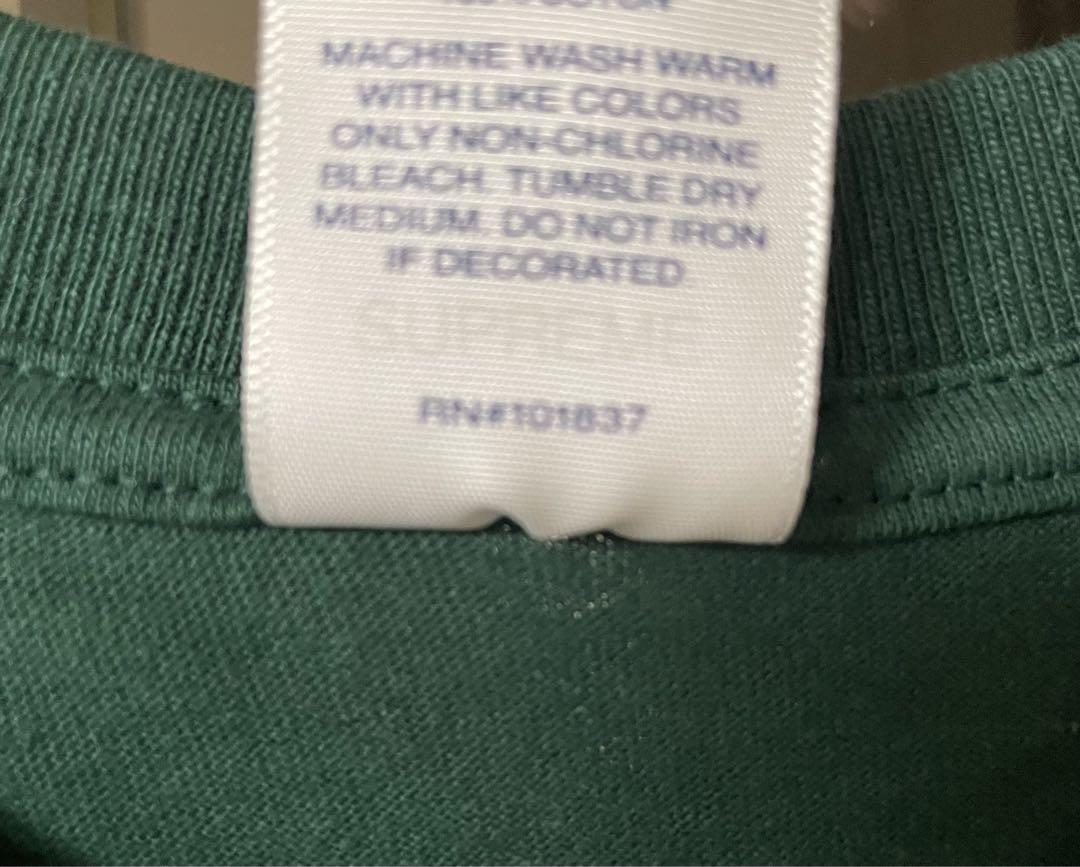 MACHINE WASH WARM
WITH LIKE COLORS
ONLY NON-CHLORINE
BLEACH. TUMBLE DRY
MEDIUM. DO NOT IRON
IF DECORATED
SUPREME
RN#101837